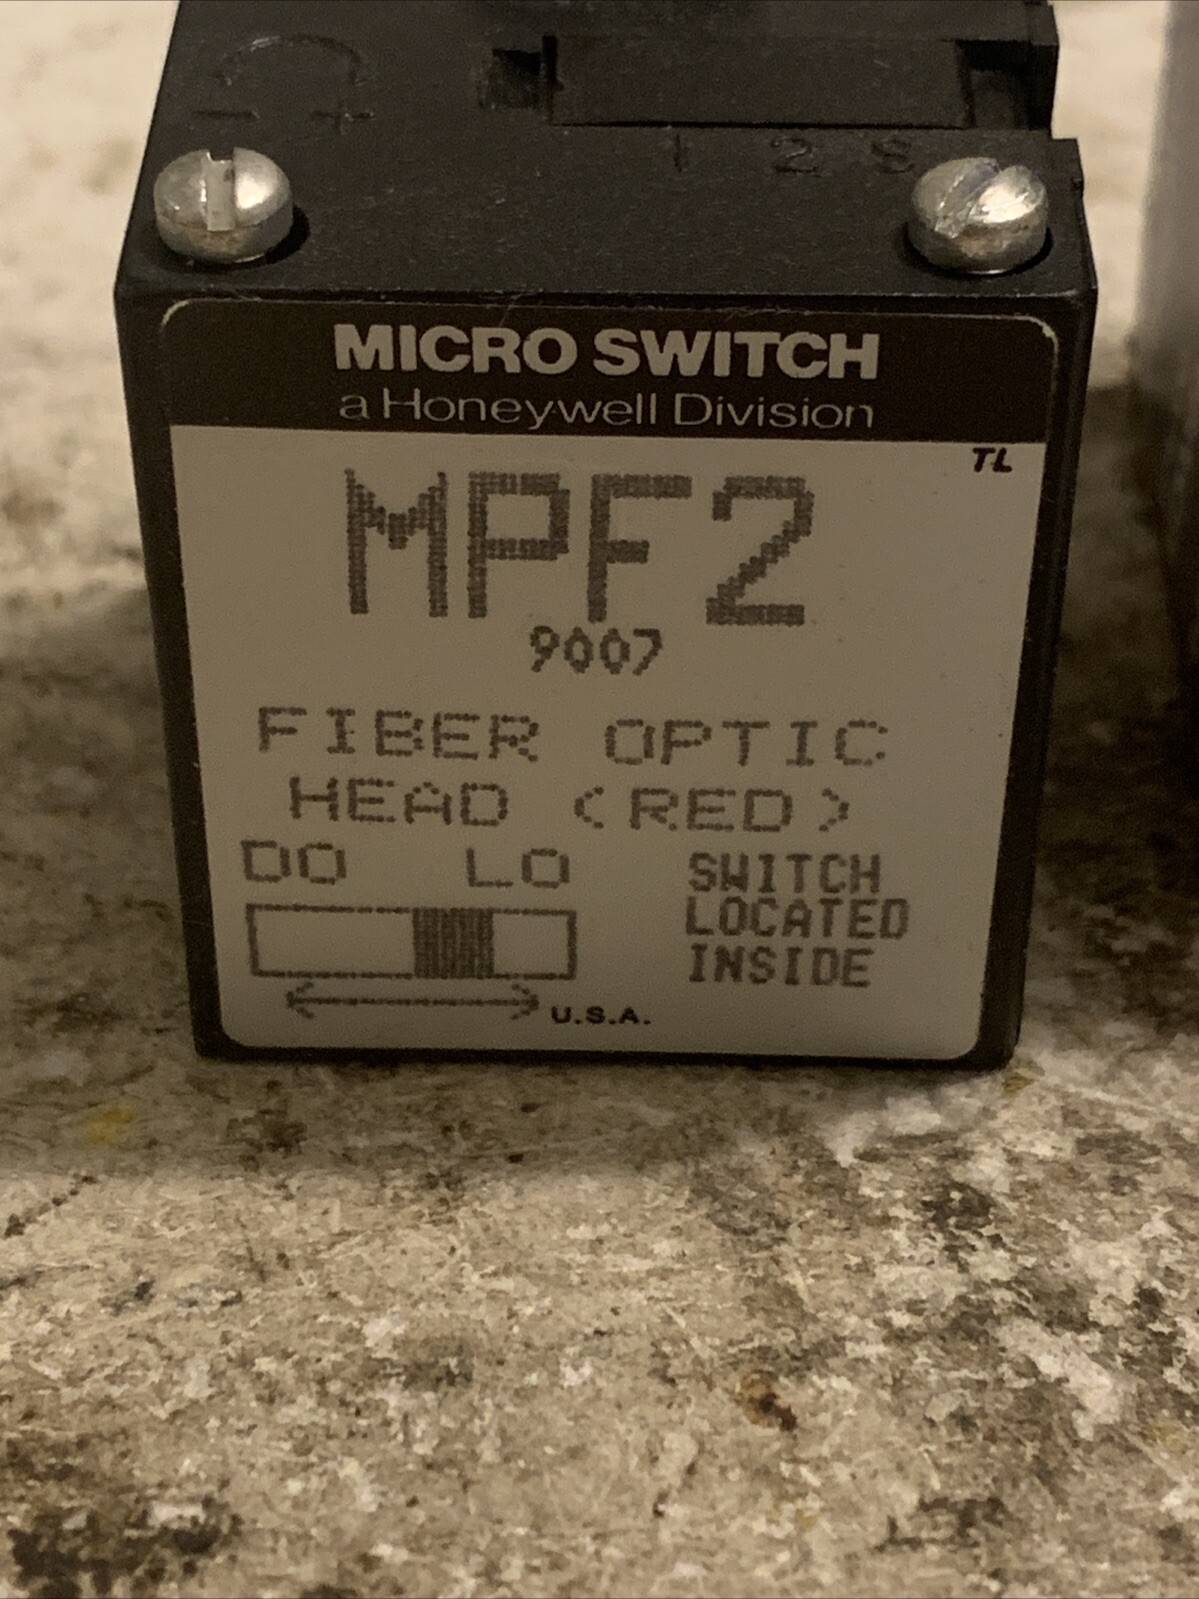 - +
1 2 S
MICRO SWITCH
a Honeywell Division
TL
MPF2
9007
FIBER OPTIC
HEAD <RED>
DO LO
SWITCH
LOCATED
INSIDE
U.S.A.